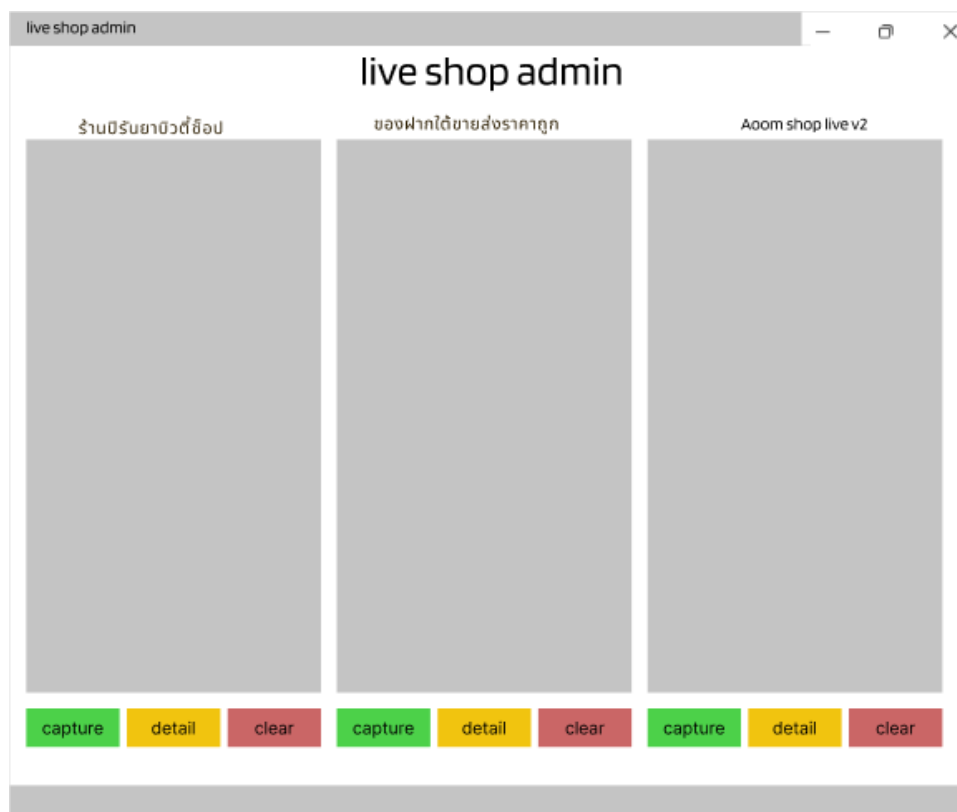 live shop admin
live shop admin
ร้านปิรันยาบิวตี้ช็อป
ของฝากใต้ขายส่งราคาถูก
Aoom shop live v2
capture detail clear capture detail clear capture detail clear